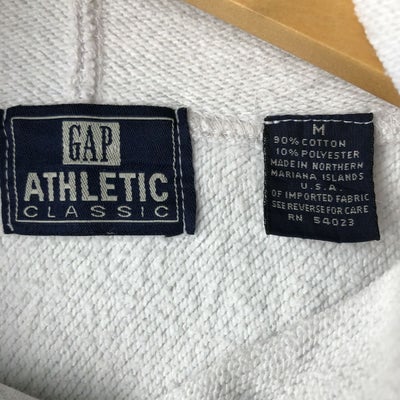 GAP
ATHLETIC
CLASSIC
M
90% COTTON
10% POLYESTER
MADE IN NORTHERN
MARIANA ISLANDS
U.S.A.
OF IMPORTED FABRIC
SEE REVERSE FOR CARE
RN 54023